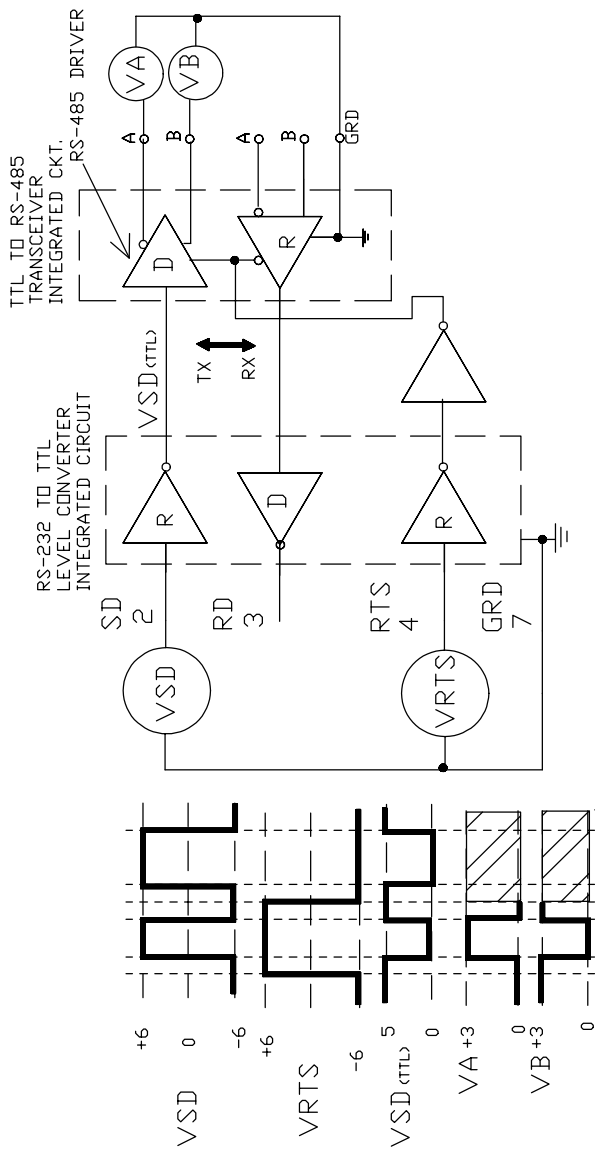 TTL TO RS-485
TRANSCEIVER
INTEGRATED CKT.
RS-485 DRIVER
VA
VB
A
B
A
B
GRD
D
R
VSD(TTL)
TX
RX
RS-232 TO TTL
LEVEL CONVERTER
INTEGRATED CIRCUIT
R
D
R
SD
2
RD
3
RTS
4
GRD
7
VSD
VRTS
VSD
+6
0
-6
VRTS
+6
-6
VSD(TTL)
5
0
VA
+3
0
VB
+3
0